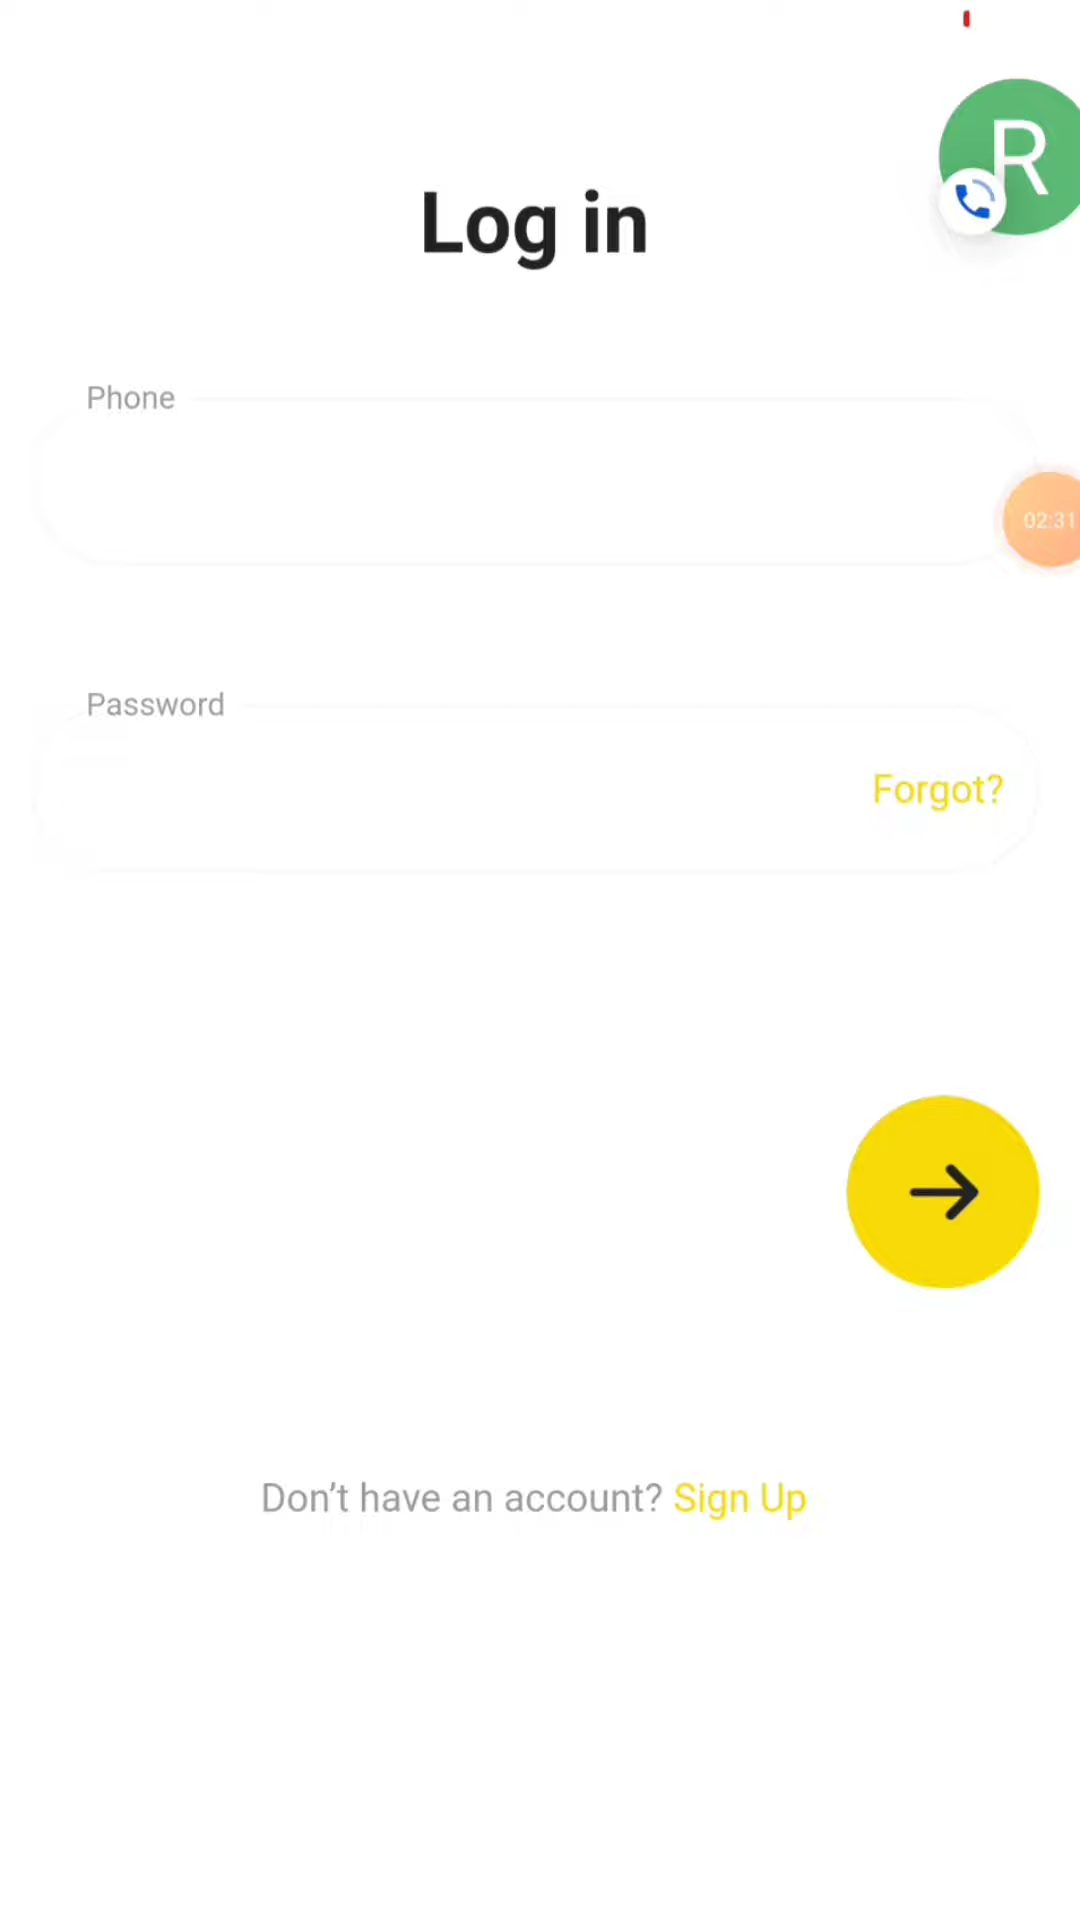 R
Log in
Phone
02:31
Password
Forgot?
Don’t have an account? Sign Up